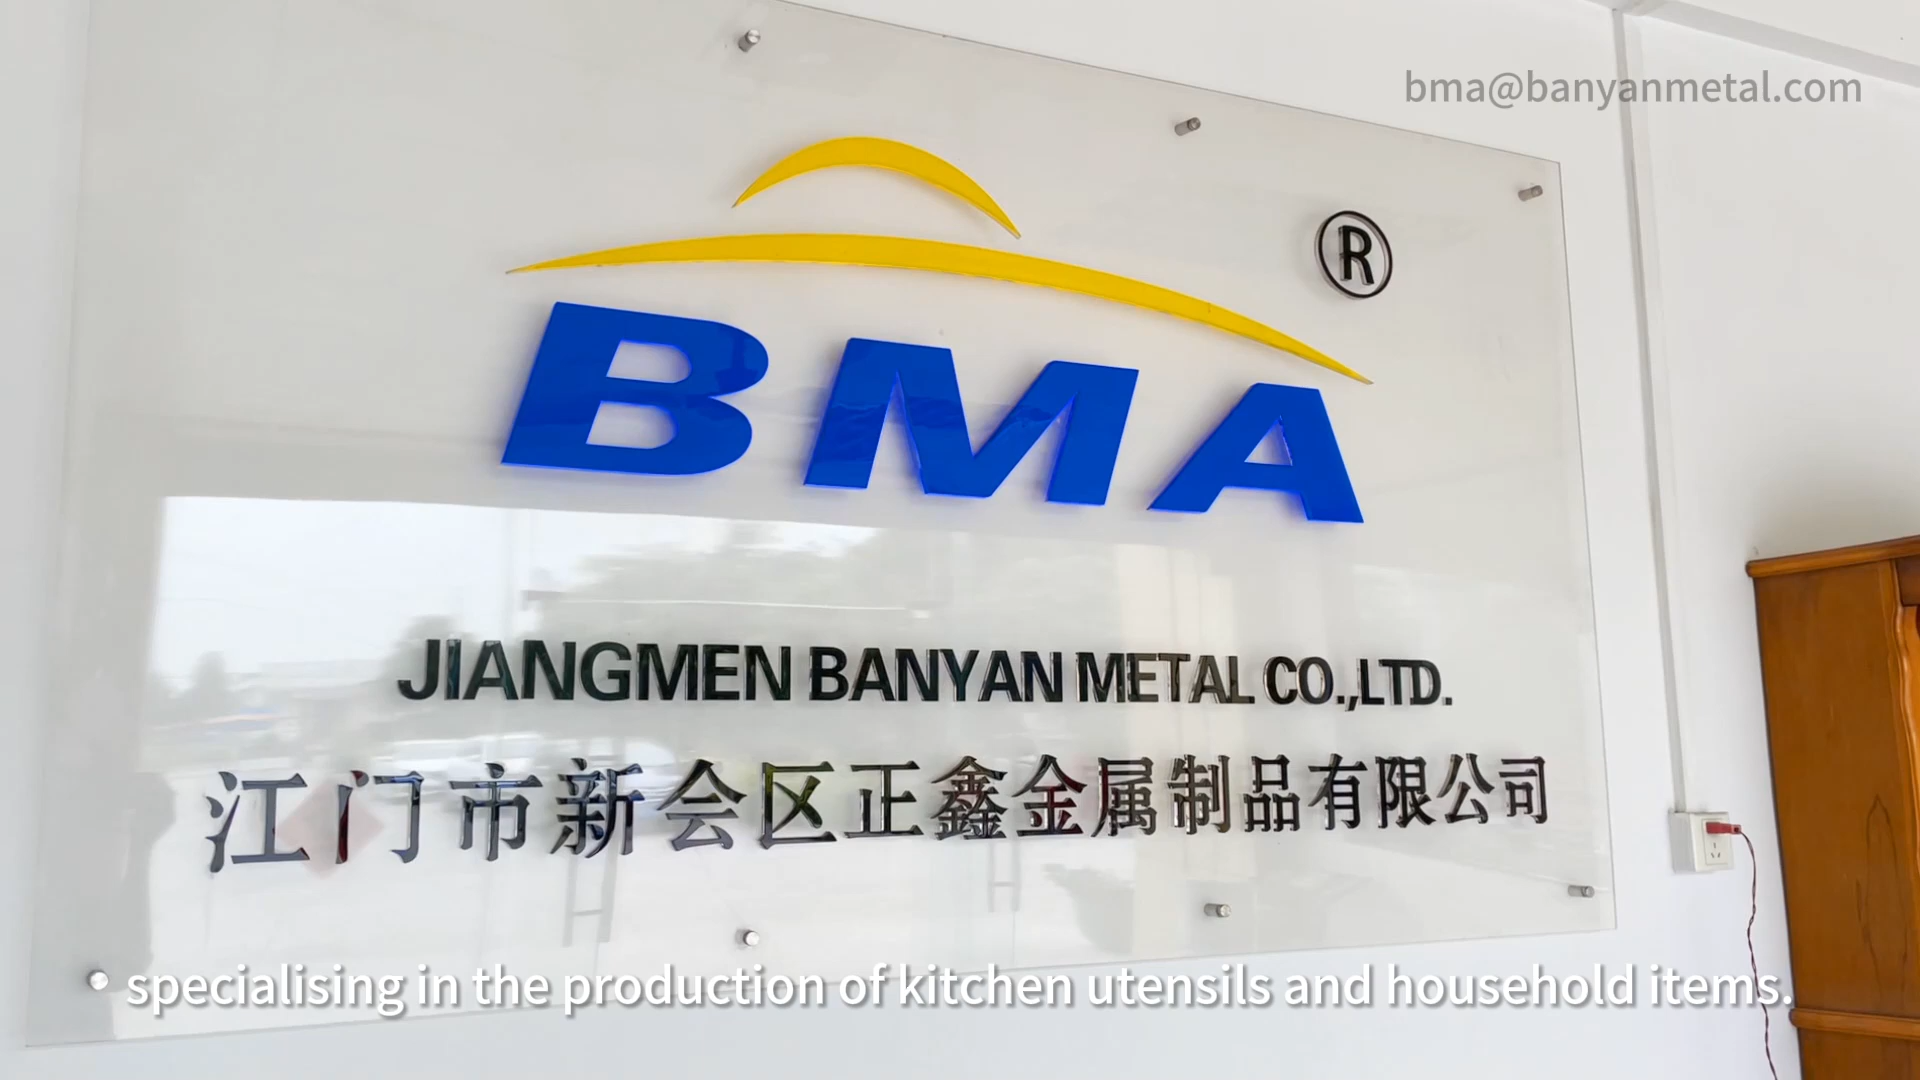 bma@banyanmetal.com
®
BMA
JIANGMEN BANYAN METAL CO.,LTD.
江门市新会区正鑫金属制品有限公司
specialising in the production of kitchen utensils and household items.